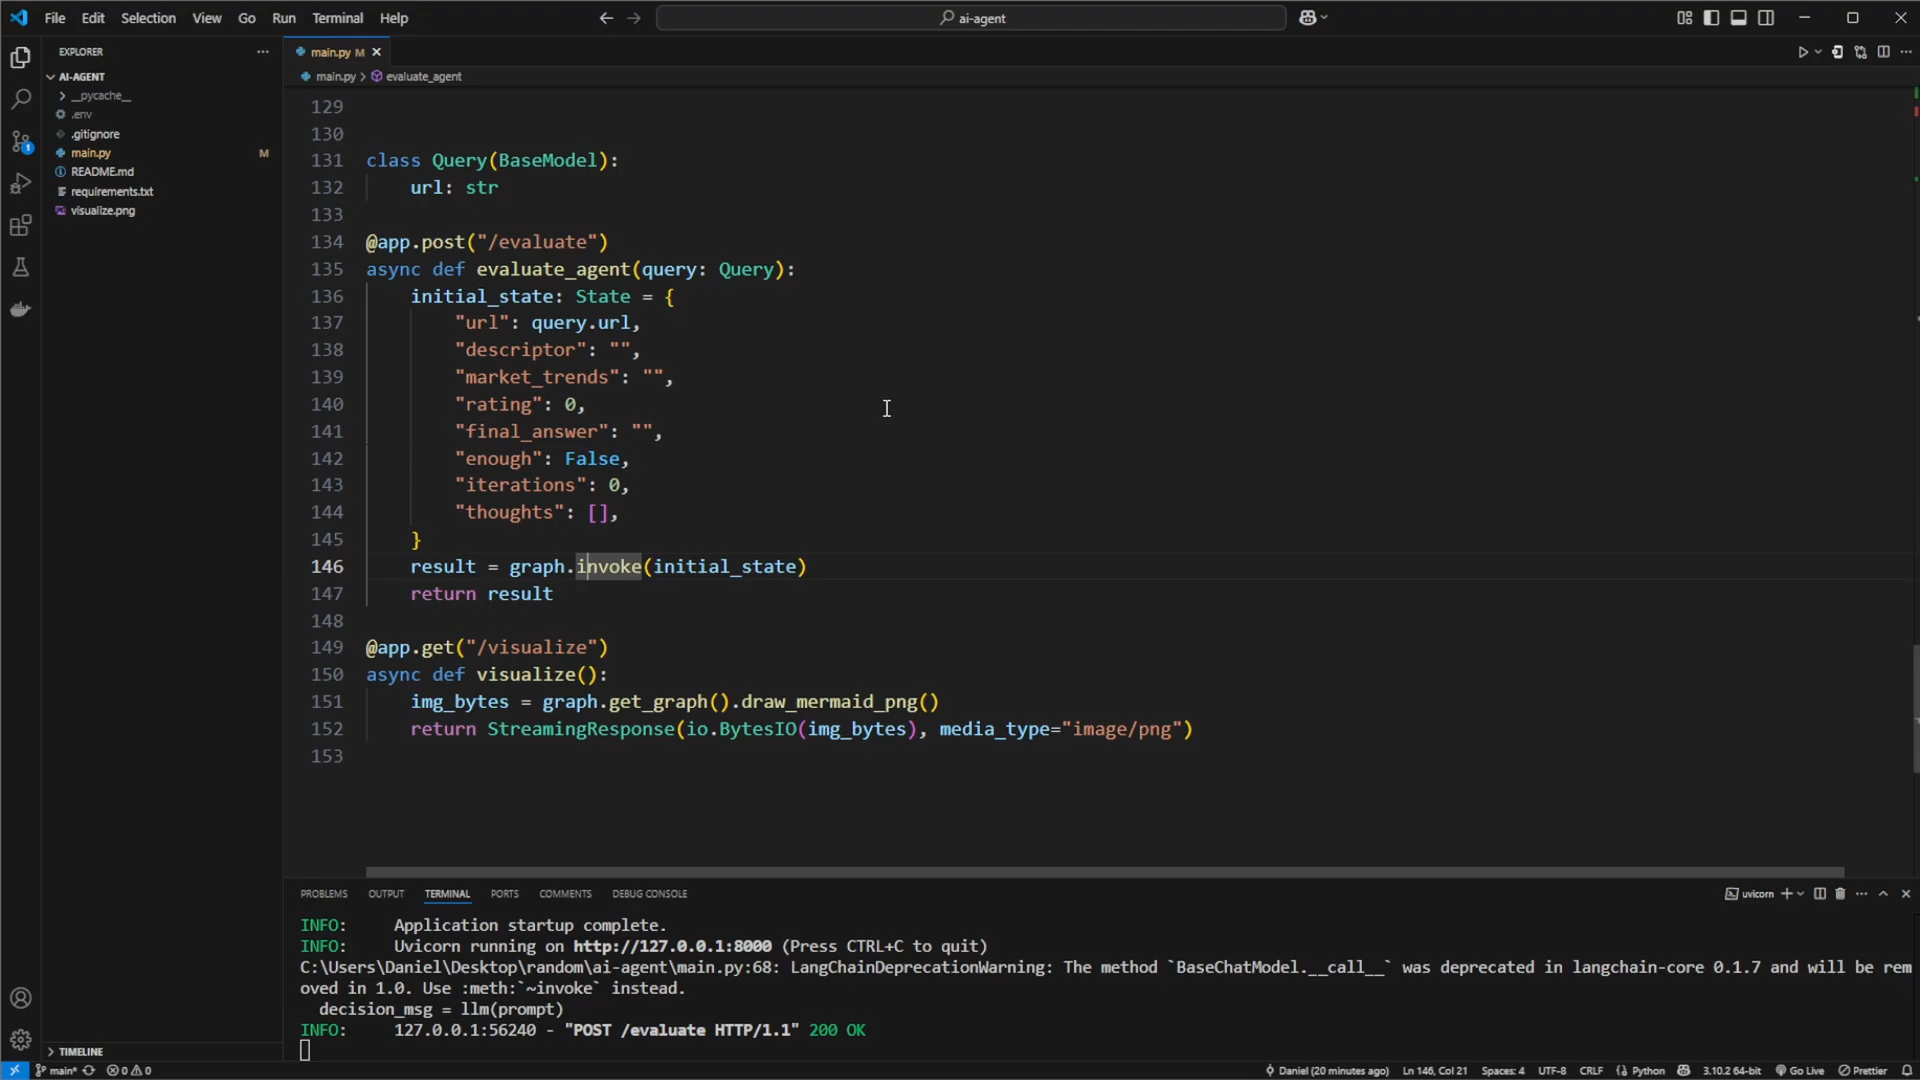 File Edit Selection View Go Run Terminal Help
ai-agent
EXPLORER
main.py M
AI-AGENT
main.py > evaluate_agent
__pycache__
.env
.gitignore
main.py M
README.md
requirements.txt
visualize.png
129
130
131 class Query(BaseModel):
132 url: str
133
134 @app.post("/evaluate")
135 async def evaluate_agent(query: Query):
136 initial_state: State = {
137 "url": query.url,
138 "descriptor": "",
139 "market_trends": "",
140 "rating": 0,
141 "final_answer": "",
142 "enough": False,
143 "iterations": 0,
144 "thoughts": [],
145 }
146 result = graph.invoke(initial_state)
147 return result
148
149 @app.get("/visualize")
150 async def visualize():
151 img_bytes = graph.get_graph().draw_mermaid_png()
152 return StreamingResponse(io.BytesIO(img_bytes), media_type="image/png")
153
PROBLEMS OUTPUT TERMINAL PORTS COMMENTS DEBUG CONSOLE
uvicorn
INFO: Application startup complete.
INFO: Uvicorn running on http://127.0.0.1:8000 (Press CTRL+C to quit)
C:\Users\Daniel\Desktop\random\ai-agent\main.py:68: LangChainDeprecationWarning: The method `BaseChatModel.__call__` was deprecated in langchain-core 0.1.7 and will be rem
oved in 1.0. Use :meth:`~invoke` instead.
decision_msg = llm(prompt)
INFO: 127.0.0.1:56240 - "POST /evaluate HTTP/1.1" 200 OK
TIMELINE
main* 0 0 Daniel (20 minutes ago) Ln 146, Col 21 Spaces: 4 UTF-8 CRLF Python 3.10.2 64-bit Go Live Prettier